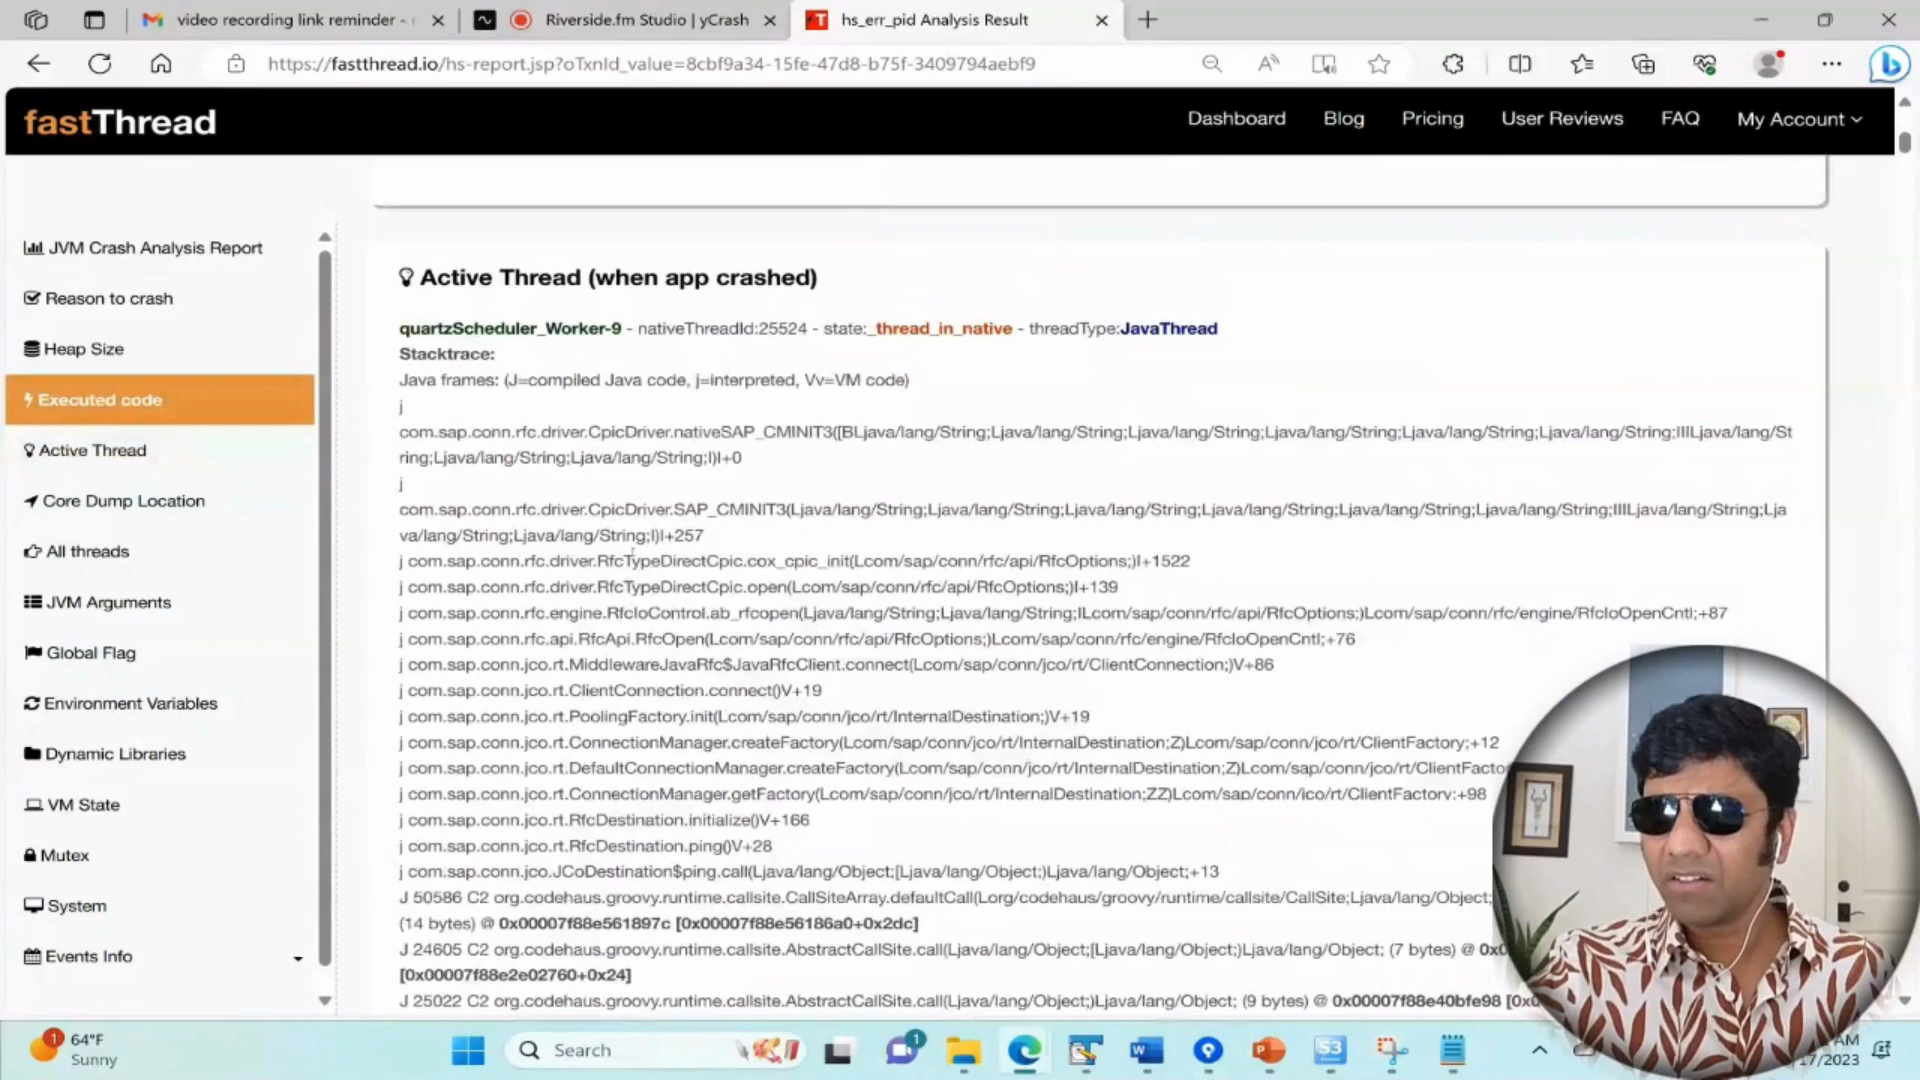 video recording link reminder -
Riverside.fm Studio | yCrash
hs_err_pid Analysis Result
https://fastthread.io/hs-report.jsp?oTxnId_value=8cbf9a34-15fe-47d8-b75f-3409794aebf9
fastThread
Dashboard
Blog
Pricing
User Reviews
FAQ
My Account
JVM Crash Analysis Report
Reason to crash
Heap Size
Executed code
Active Thread
Core Dump Location
All threads
JVM Arguments
Global Flag
Environment Variables
Dynamic Libraries
VM State
Mutex
System
Events Info
Active Thread (when app crashed)
quartzScheduler_Worker-9 - nativeThreadId:25524 - state:_thread_in_native - threadType:JavaThread
Stacktrace:
Java frames: (J=compiled Java code, j=interpreted, Vv=VM code)
j
com.sap.conn.rfc.driver.CpicDriver.nativeSAP_CMINIT3([BLjava/lang/String;Ljava/lang/String;Ljava/lang/String;Ljava/lang/String;Ljava/lang/String;Ljava/lang/String;IIILjava/lang/St
ring;Ljava/lang/String;Ljava/lang/String;I)I+0
j
com.sap.conn.rfc.driver.CpicDriver.SAP_CMINIT3(Ljava/lang/String;Ljava/lang/String;Ljava/lang/String;Ljava/lang/String;Ljava/lang/String;IIILjava/lang/String;Lja
va/lang/String;Ljava/lang/String;I)I+257
j com.sap.conn.rfc.driver.RfcTypeDirectCpic.cox_cpic_init(Lcom/sap/conn/rfc/api/RfcOptions;)I+1522
j com.sap.conn.rfc.driver.RfcTypeDirectCpic.open(Lcom/sap/conn/rfc/api/RfcOptions;)I+139
j com.sap.conn.rfc.engine.RfcIoControl.ab_rfcopen(Ljava/lang/String;Ljava/lang/String;ILcom/sap/conn/rfc/api/RfcOptions;)Lcom/sap/conn/rfc/engine/RfcIoOpenCntl;+87
j com.sap.conn.rfc.api.RfcApi.RfcOpen(Lcom/sap/conn/rfc/api/RfcOptions;)Lcom/sap/conn/rfc/engine/RfcIoOpenCntl;+76
j com.sap.conn.jco.rt.MiddlewareJavaRfc$JavaRfcClient.connect(Lcom/sap/conn/jco/rt/ClientConnection;)V+86
j com.sap.conn.jco.rt.ClientConnection.connect()V+19
j com.sap.conn.jco.rt.PoolingFactory.init(Lcom/sap/conn/jco/rt/InternalDestination;)V+19
j com.sap.conn.jco.rt.ConnectionManager.createFactory(Lcom/sap/conn/jco/rt/InternalDestination;Z)Lcom/sap/conn/jco/rt/ClientFactory;+12
j com.sap.conn.jco.rt.DefaultConnectionManager.createFactory(Lcom/sap/conn/jco/rt/InternalDestination;Z)Lcom/sap/conn/jco/rt/ClientFacto
j com.sap.conn.jco.rt.ConnectionManager.getFactory(Lcom/sap/conn/jco/rt/InternalDestination;ZZ)Lcom/sap/conn/jco/rt/ClientFactory;+98
j com.sap.conn.jco.rt.RfcDestination.initialize()V+166
j com.sap.conn.jco.rt.RfcDestination.ping()V+28
j com.sap.conn.jco.JCoDestination$ping.call(Ljava/lang/Object;[Ljava/lang/Object;)Ljava/lang/Object;+13
J 50586 C2 org.codehaus.groovy.runtime.callsite.CallSiteArray.defaultCall(Lorg/codehaus/groovy/runtime/callsite/CallSite;Ljava/lang/Object;
(14 bytes) @ 0x00007f88e561897c [0x00007f88e56186a0+0x2dc]
J 24605 C2 org.codehaus.groovy.runtime.callsite.AbstractCallSite.call(Ljava/lang/Object;[Ljava/lang/Object;)Ljava/lang/Object; (7 bytes) @ 0x0
[0x00007f88e2e02760+0x24]
J 25022 C2 org.codehaus.groovy.runtime.callsite.AbstractCallSite.call(Ljava/lang/Object;)Ljava/lang/Object; (9 bytes) @ 0x00007f88e40bfe98 [0x0
64°F
Sunny
Search
1
1
S3
AM
17/2023